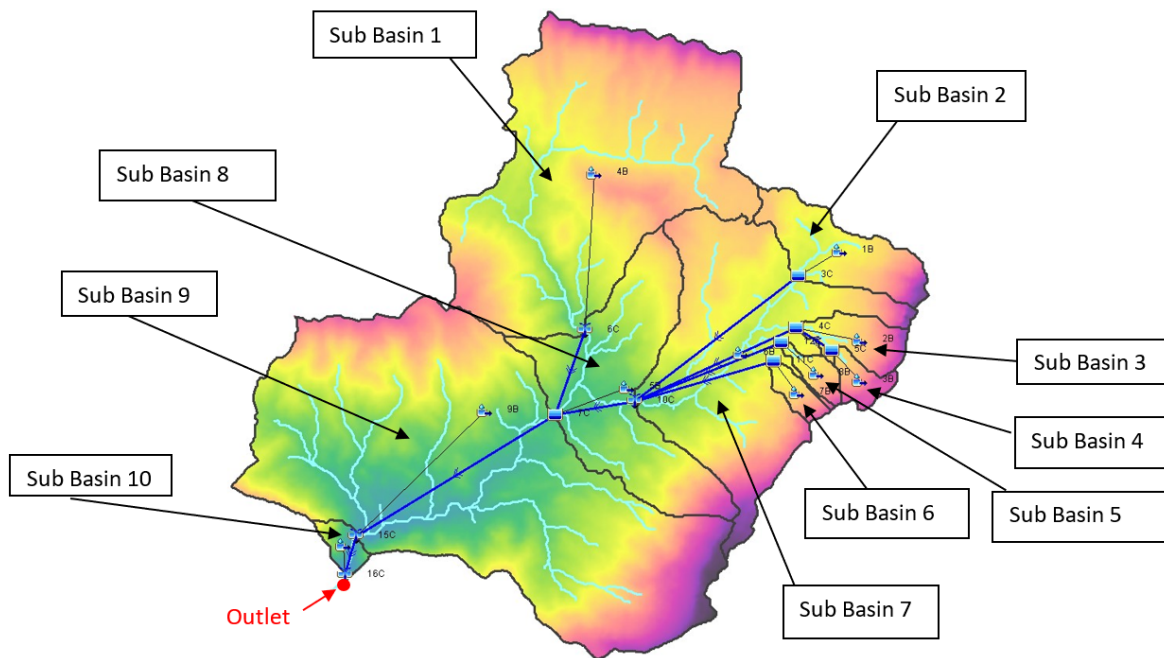 Sub Basin 1
Sub Basin 2
Sub Basin 8
4B
1B
3C
Sub Basin 9
6C
4C
2B
5C
Sub Basin 3
11C
8B
3B
7B
10C
9B
7C
Sub Basin 4
Sub Basin 10
Sub Basin 6
Sub Basin 5
15C
16C
Sub Basin 7
Outlet